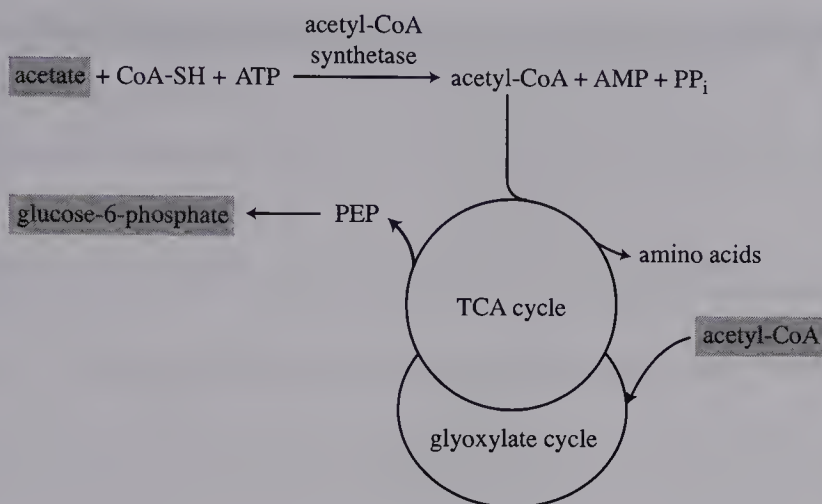 acetyl-CoA
synthetase
acetate + CoA-SH + ATP
acetyl-CoA + AMP + PPi
glucose-6-phosphate
PEP
amino acids
TCA cycle
acetyl-CoA
glyoxylate cycle